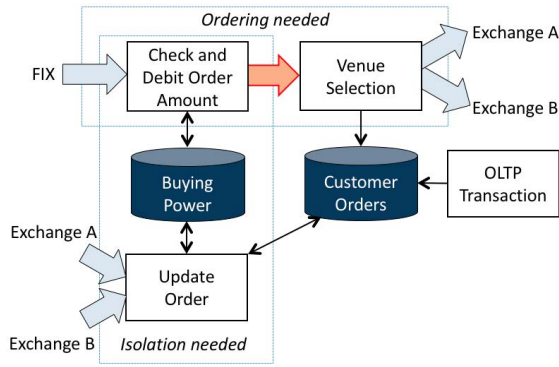 Ordering needed
Exchange A
FIX
Check and
Debit Order
Amount
Venue
Selection
Exchange B
Buying
Power
Customer
Orders
OLTP
Transaction
Exchange A
Update
Order
Exchange B
Isolation needed